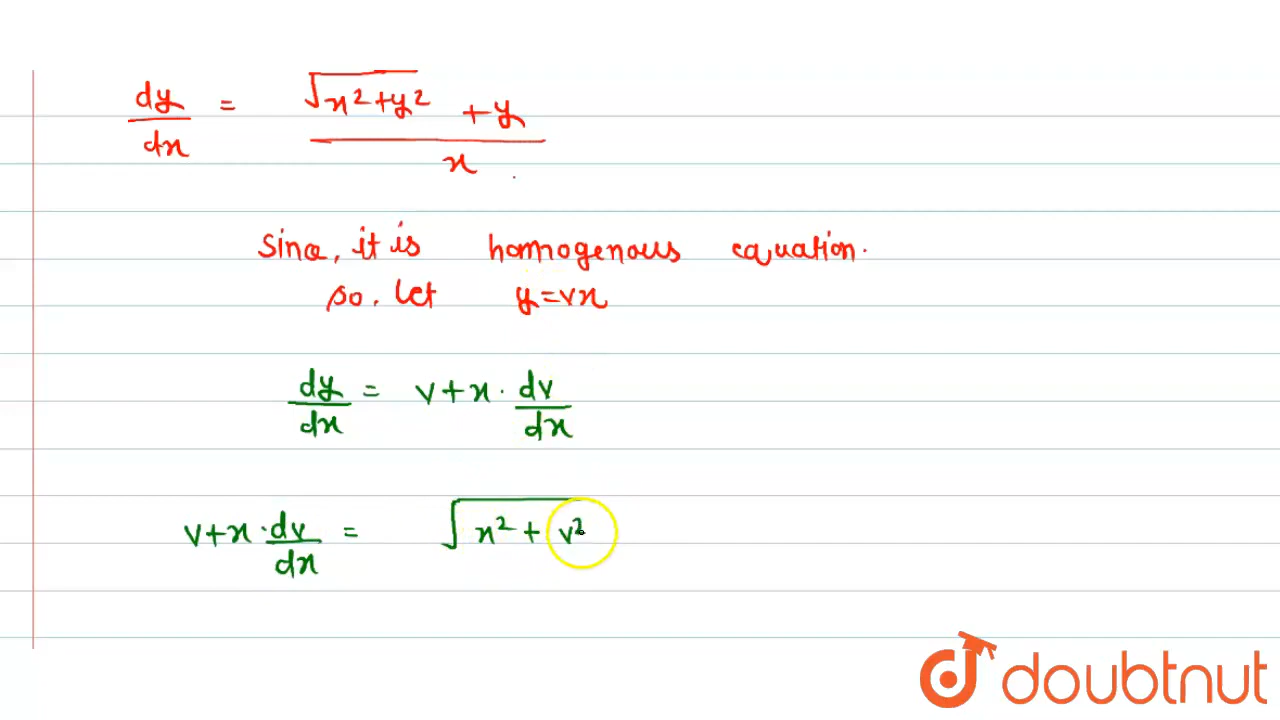 dy/dx = (√(x²+y²) + y)/x
Since, it is homogenous equation.
so. let y=vx
dy/dx = v+x·dv/dx
v+x·dv/dx = √(x²+v²
doubtnut